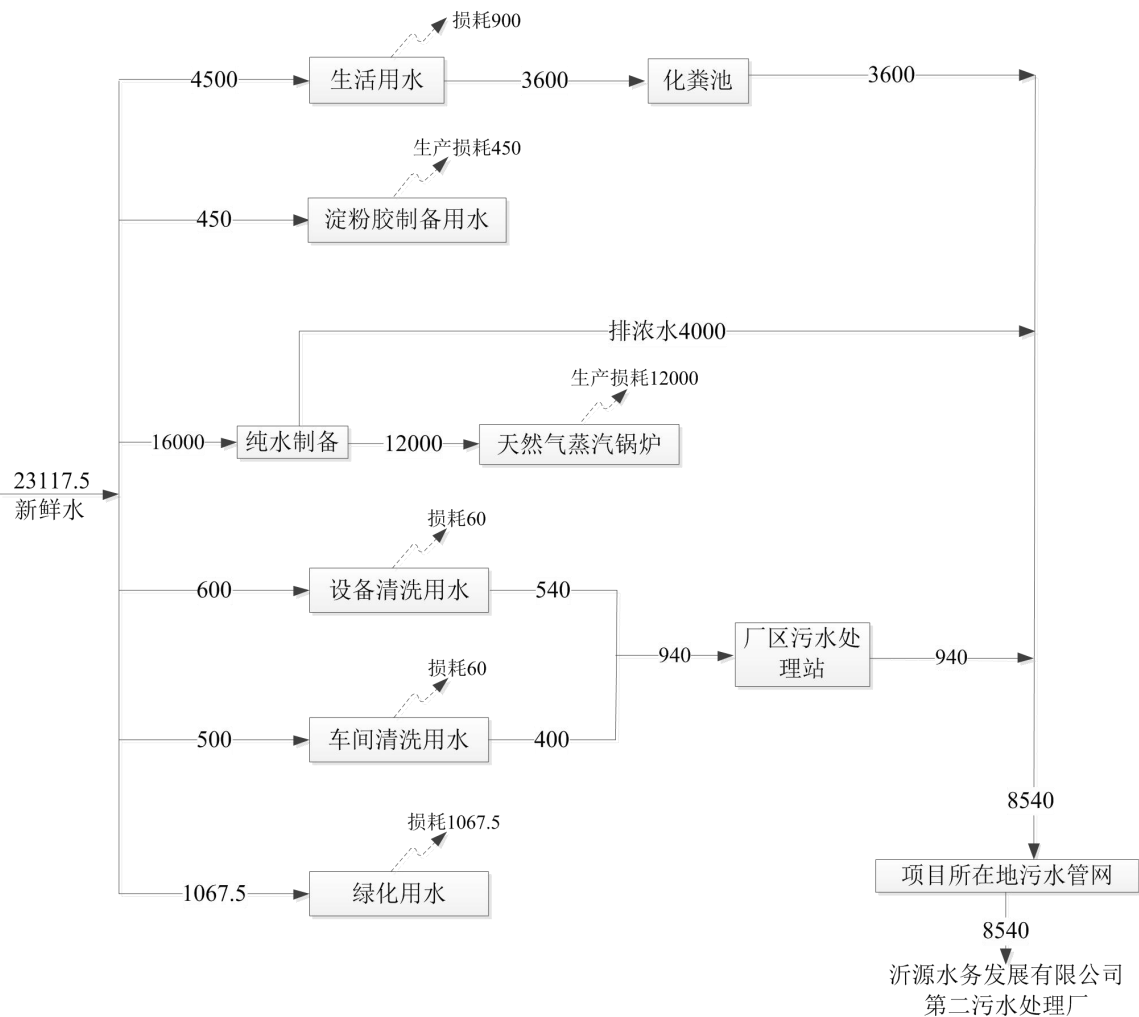 损耗900
4500
生活用水
3600
化粪池
3600
生产损耗450
450
淀粉胶制备用水
排浓水4000
生产损耗12000
16000
纯水制备
12000
天然气蒸汽锅炉
23117.5
新鲜水
损耗60
600
设备清洗用水
540
厂区污水处
理站
940
940
损耗60
500
车间清洗用水
400
8540
损耗1067.5
1067.5
绿化用水
项目所在地污水管网
8540
沂源水务发展有限公司
第二污水处理厂